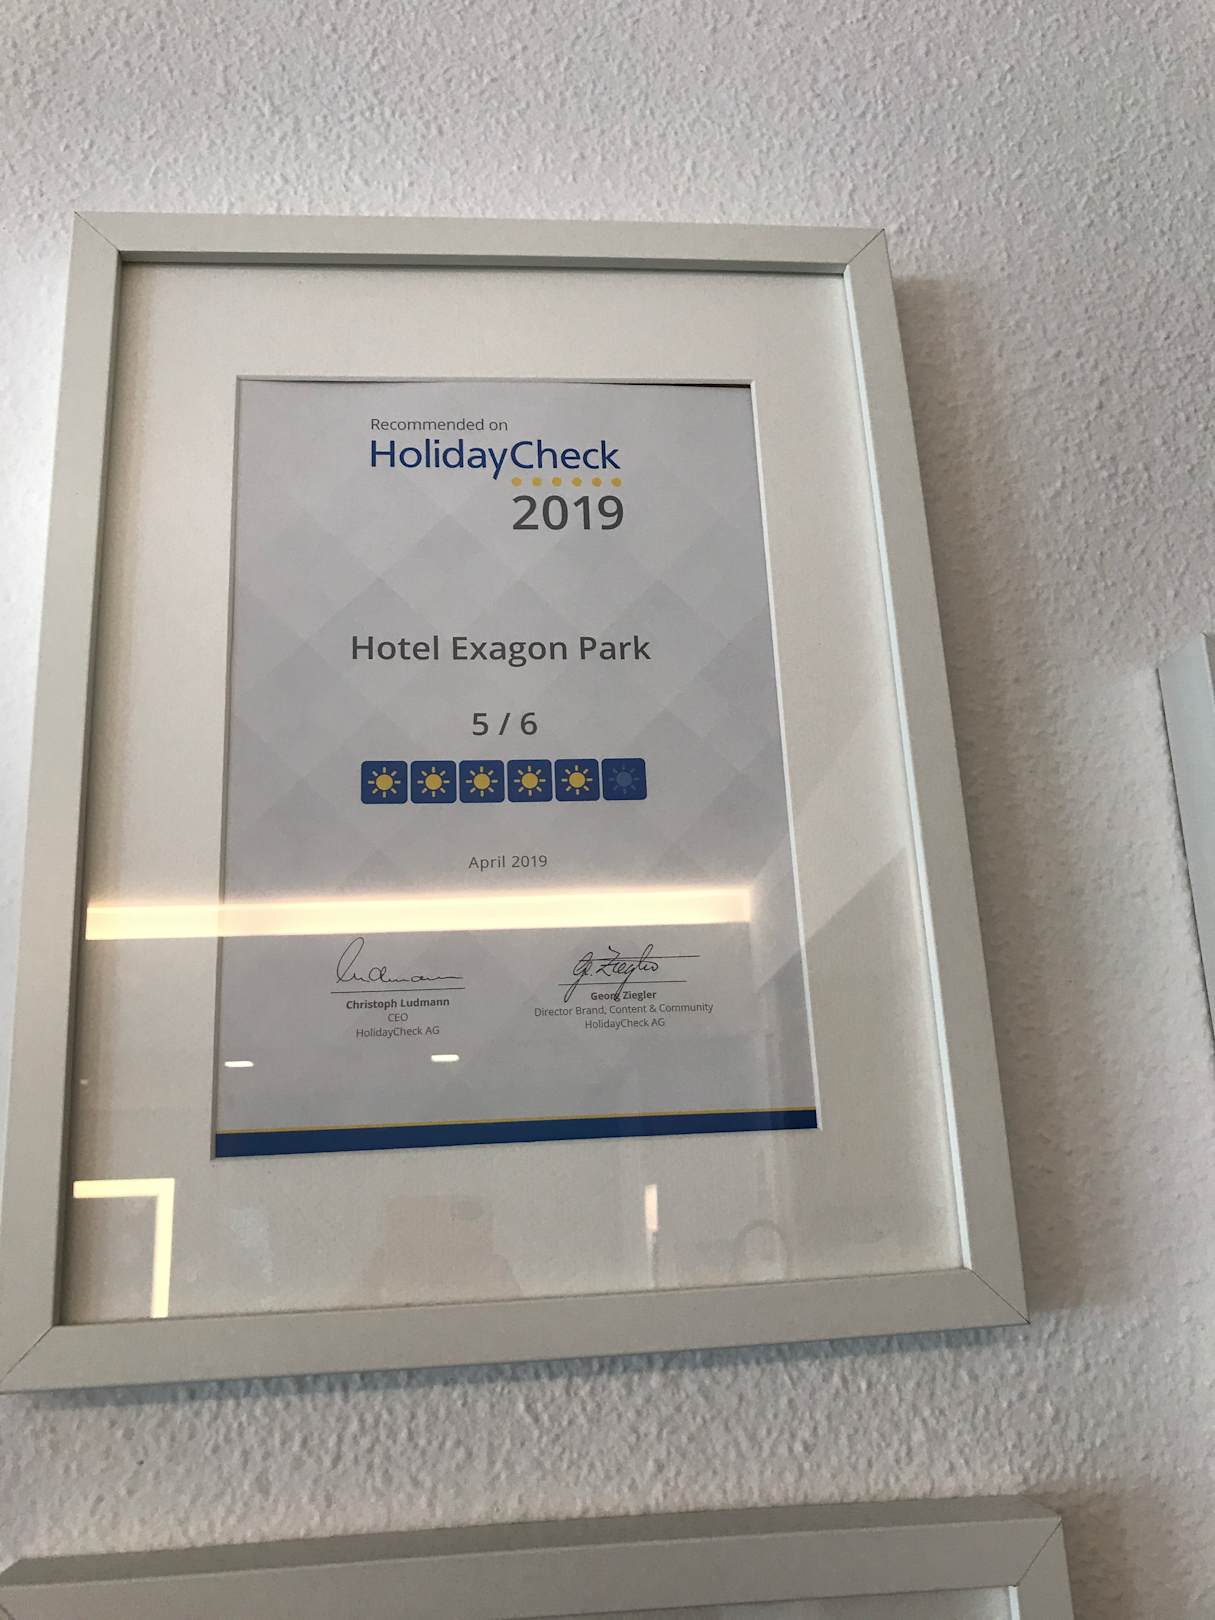 Recommended on
HolidayCheck
2019
Hotel Exagon Park
5 / 6
April 2019
Christoph Ludmann
CEO
HolidayCheck AG
G. Ziegler
Georg Ziegler
Director Brand, Content & Community
HolidayCheck AG